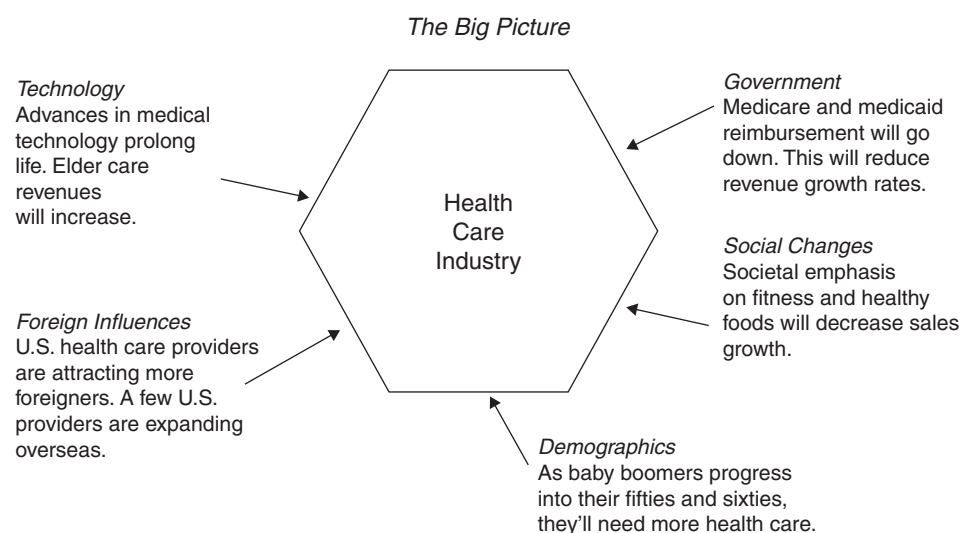 The Big Picture
Technology
Advances in medical
technology prolong
life. Elder care
revenues
will increase.
Government
Medicare and medicaid
reimbursement will go
down. This will reduce
revenue growth rates.
Health
Care
Industry
Social Changes
Societal emphasis
on fitness and healthy
foods will decrease sales
growth.
Foreign Influences
U.S. health care providers
are attracting more
foreigners. A few U.S.
providers are expanding
overseas.
Demographics
As baby boomers progress
into their fifties and sixties,
they'll need more health care.